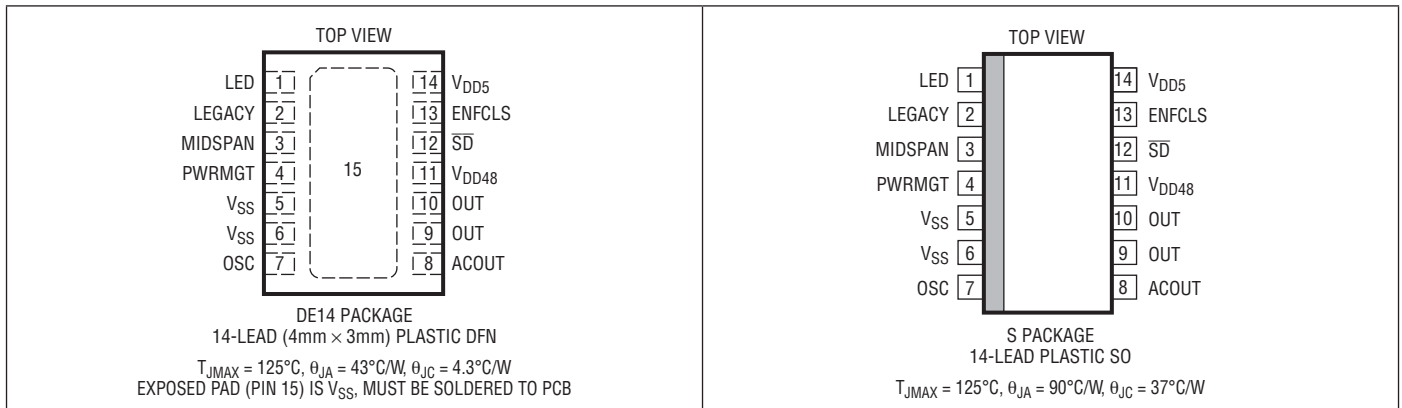 TOP VIEW
LED 1 14 VDD5
LEGACY 2 13 ENFCLS
MIDSPAN 3 12 S̅D̅
PWRMGT 4 15 11 VDD48
VSS 5 10 OUT
VSS 6 9 OUT
OSC 7 8 ACOUT
DE14 PACKAGE
14-LEAD (4mm × 3mm) PLASTIC DFN
TJMAX = 125°C, θJA = 43°C/W, θJC = 4.3°C/W
EXPOSED PAD (PIN 15) IS VSS, MUST BE SOLDERED TO PCB
TOP VIEW
LED 1 14 VDD5
LEGACY 2 13 ENFCLS
MIDSPAN 3 12 S̅D̅
PWRMGT 4 11 VDD48
VSS 5 10 OUT
VSS 6 9 OUT
OSC 7 8 ACOUT
S PACKAGE
14-LEAD PLASTIC SO
TJMAX = 125°C, θJA = 90°C/W, θJC = 37°C/W